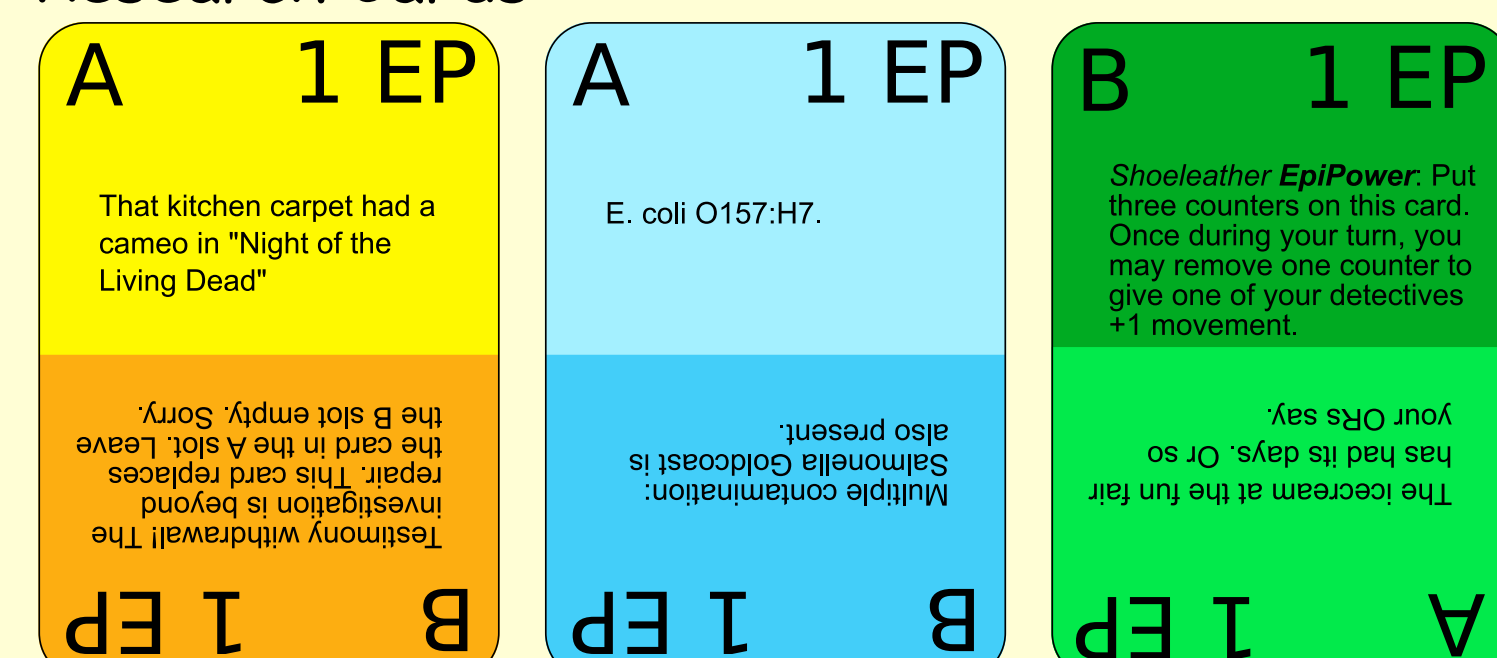 Research cards
A 1 EP
That kitchen carpet had a
cameo in "Night of the
Living Dead"
B 1 EP
Testimony withdrawal! The
investigation is beyond
repair. This card replaces
the card in the A slot. Leave
the B slot empty. Sorry.
A 1 EP
E. coli O157:H7.
B 1 EP
Multiple contamination:
Salmonella Goldcoast is
also present.
B 1 EP
Shoeleather EpiPower: Put
three counters on this card.
Once during your turn, you
may remove one counter to
give one of your detectives
+1 movement.
A 1 EP
The icecream at the fun fair
has had its days. Or so
your ORs say.